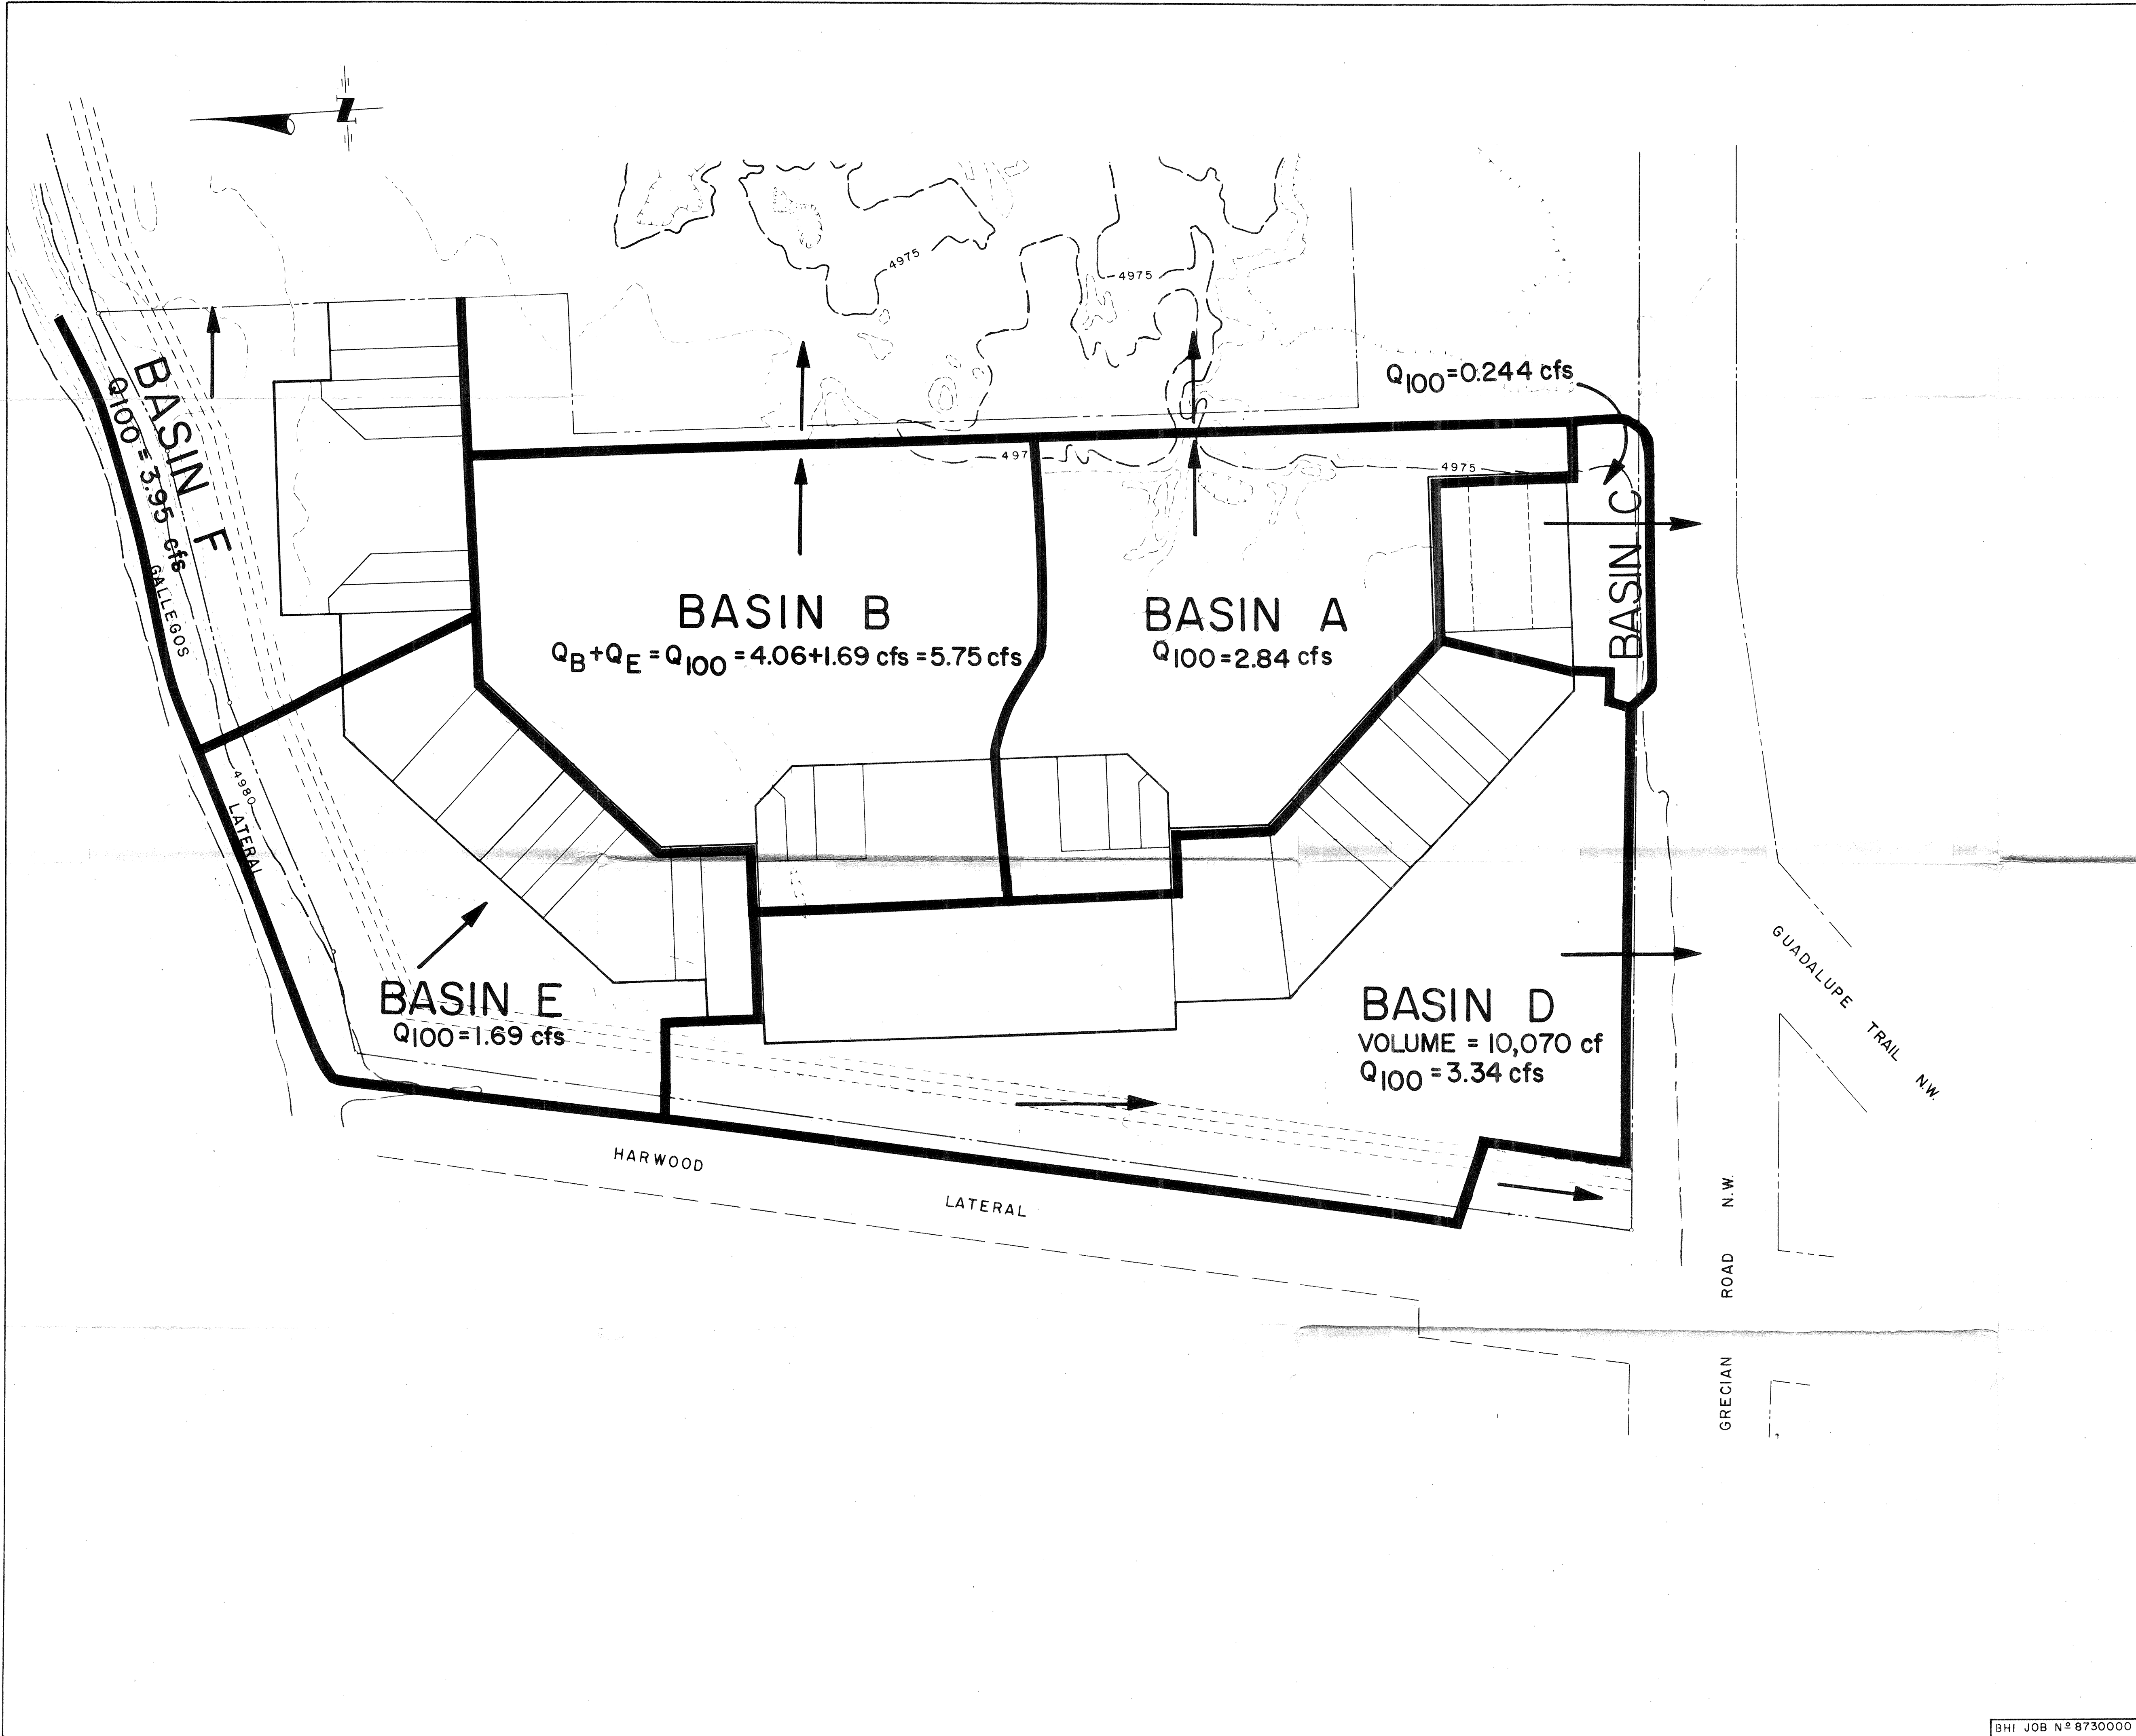 N
4975
4975
Q100=0.244 cfs
BASIN F
Q100=3.95 cfs
497
4975
GALLEGOS
BASIN C
BASIN B
QB+QE=Q100=4.06+1.69 cfs=5.75 cfs
BASIN A
Q100=2.84 cfs
4980
LATERAL
BASIN E
Q100=1.69 cfs
BASIN D
VOLUME = 10,070 cf
Q100=3.34 cfs
GUADALUPE TRAIL N.W.
HARWOOD
LATERAL
GRECIAN ROAD N.W.
BHI JOB Nº 8730000